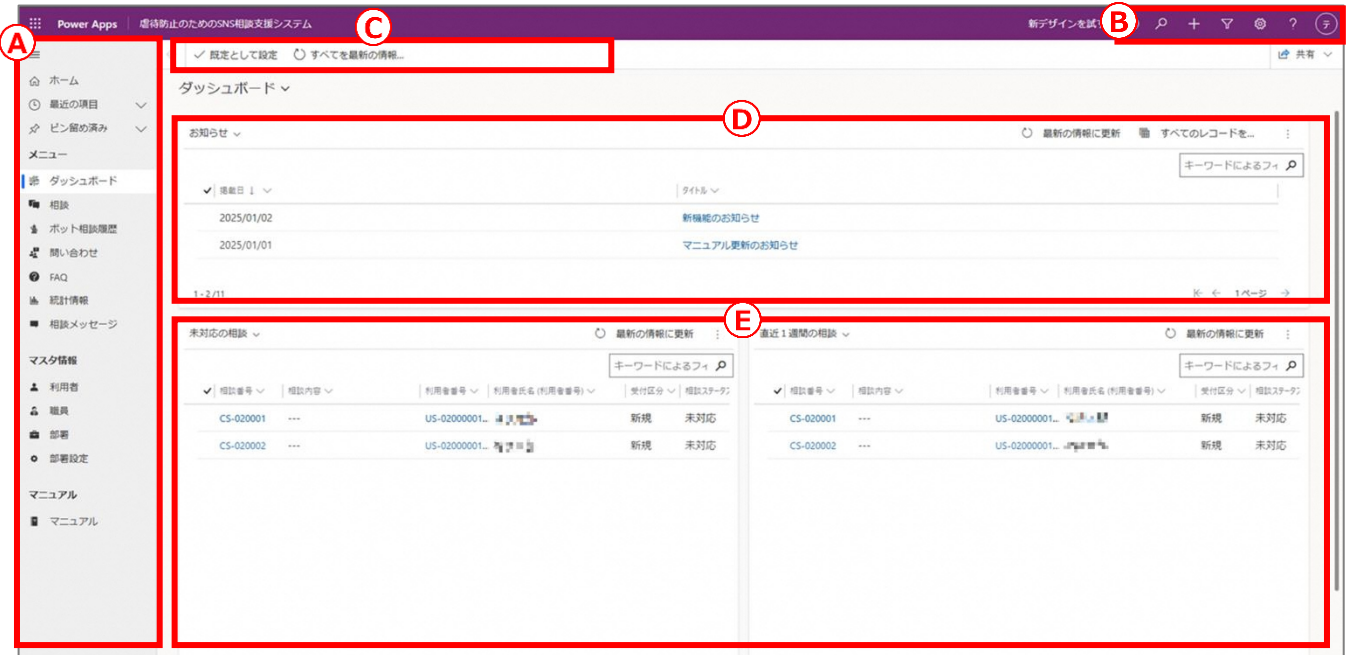 Power Apps 虐待防止のためのSNS相談支援システム
新デザインを試
A
B
C
D
E
既定として設定 すべてを最新の情報...
共有
ホーム
最近の項目
ピン留め済み
メニュー
ダッシュボード
相談
ボット相談履歴
問い合わせ
FAQ
統計情報
相談メッセージ
マスタ情報
利用者
職員
部署
部署設定
マニュアル
マニュアル
ダッシュボード
お知らせ
最新の情報に更新 すべてのレコードを...
キーワードによるフィ
掲載日 ↓ タイトル
2025/01/02 新機能のお知らせ
2025/01/01 マニュアル更新のお知らせ
1 - 2 /11
1ページ
未対応の相談 最新の情報に更新
キーワードによるフィ
相談番号 相談内容 利用者番号 利用者氏名 (利用者番号) 受付区分 相談ステータ
CS-020001 --- US-02000001... 新規 未対応
CS-020002 --- US-02000001... 新規 未対応
直近1週間の相談 最新の情報に更新
キーワードによるフィ
相談番号 相談内容 利用者番号 利用者氏名 (利用者番号) 受付区分 相談ステータ
CS-020001 --- US-02000001... 新規 未対応
CS-020002 --- US-02000001... 新規 未対応